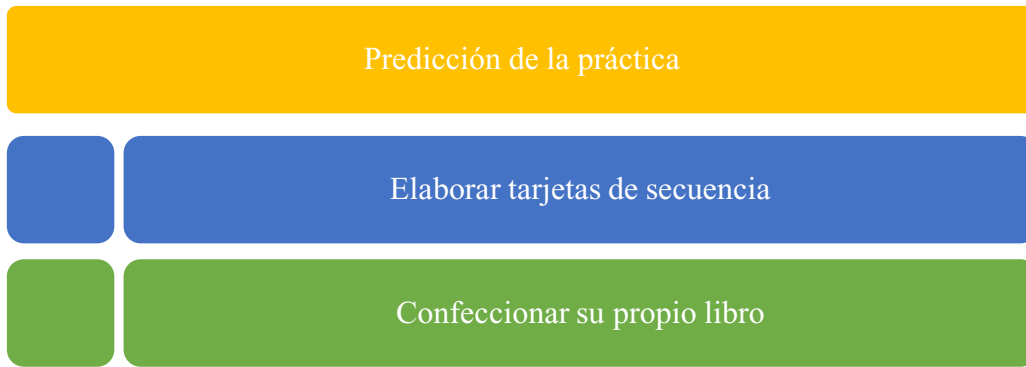 Predicción de la práctica
Elaborar tarjetas de secuencia
Confeccionar su propio libro